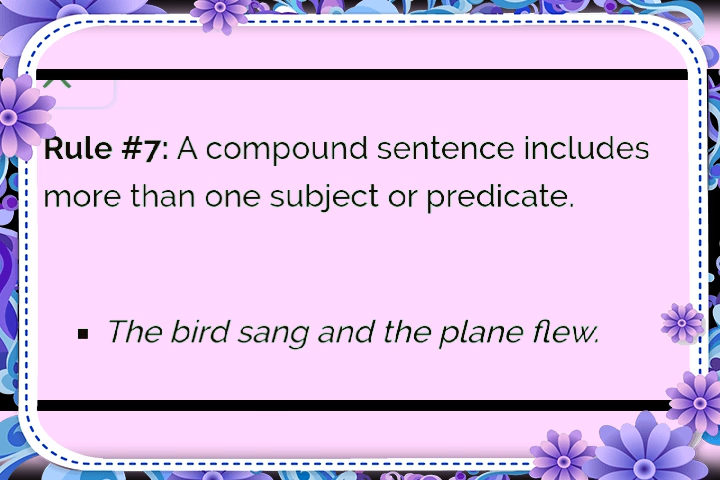 Rule #7: A compound sentence includes
more than one subject or predicate.
▪ The bird sang and the plane flew.